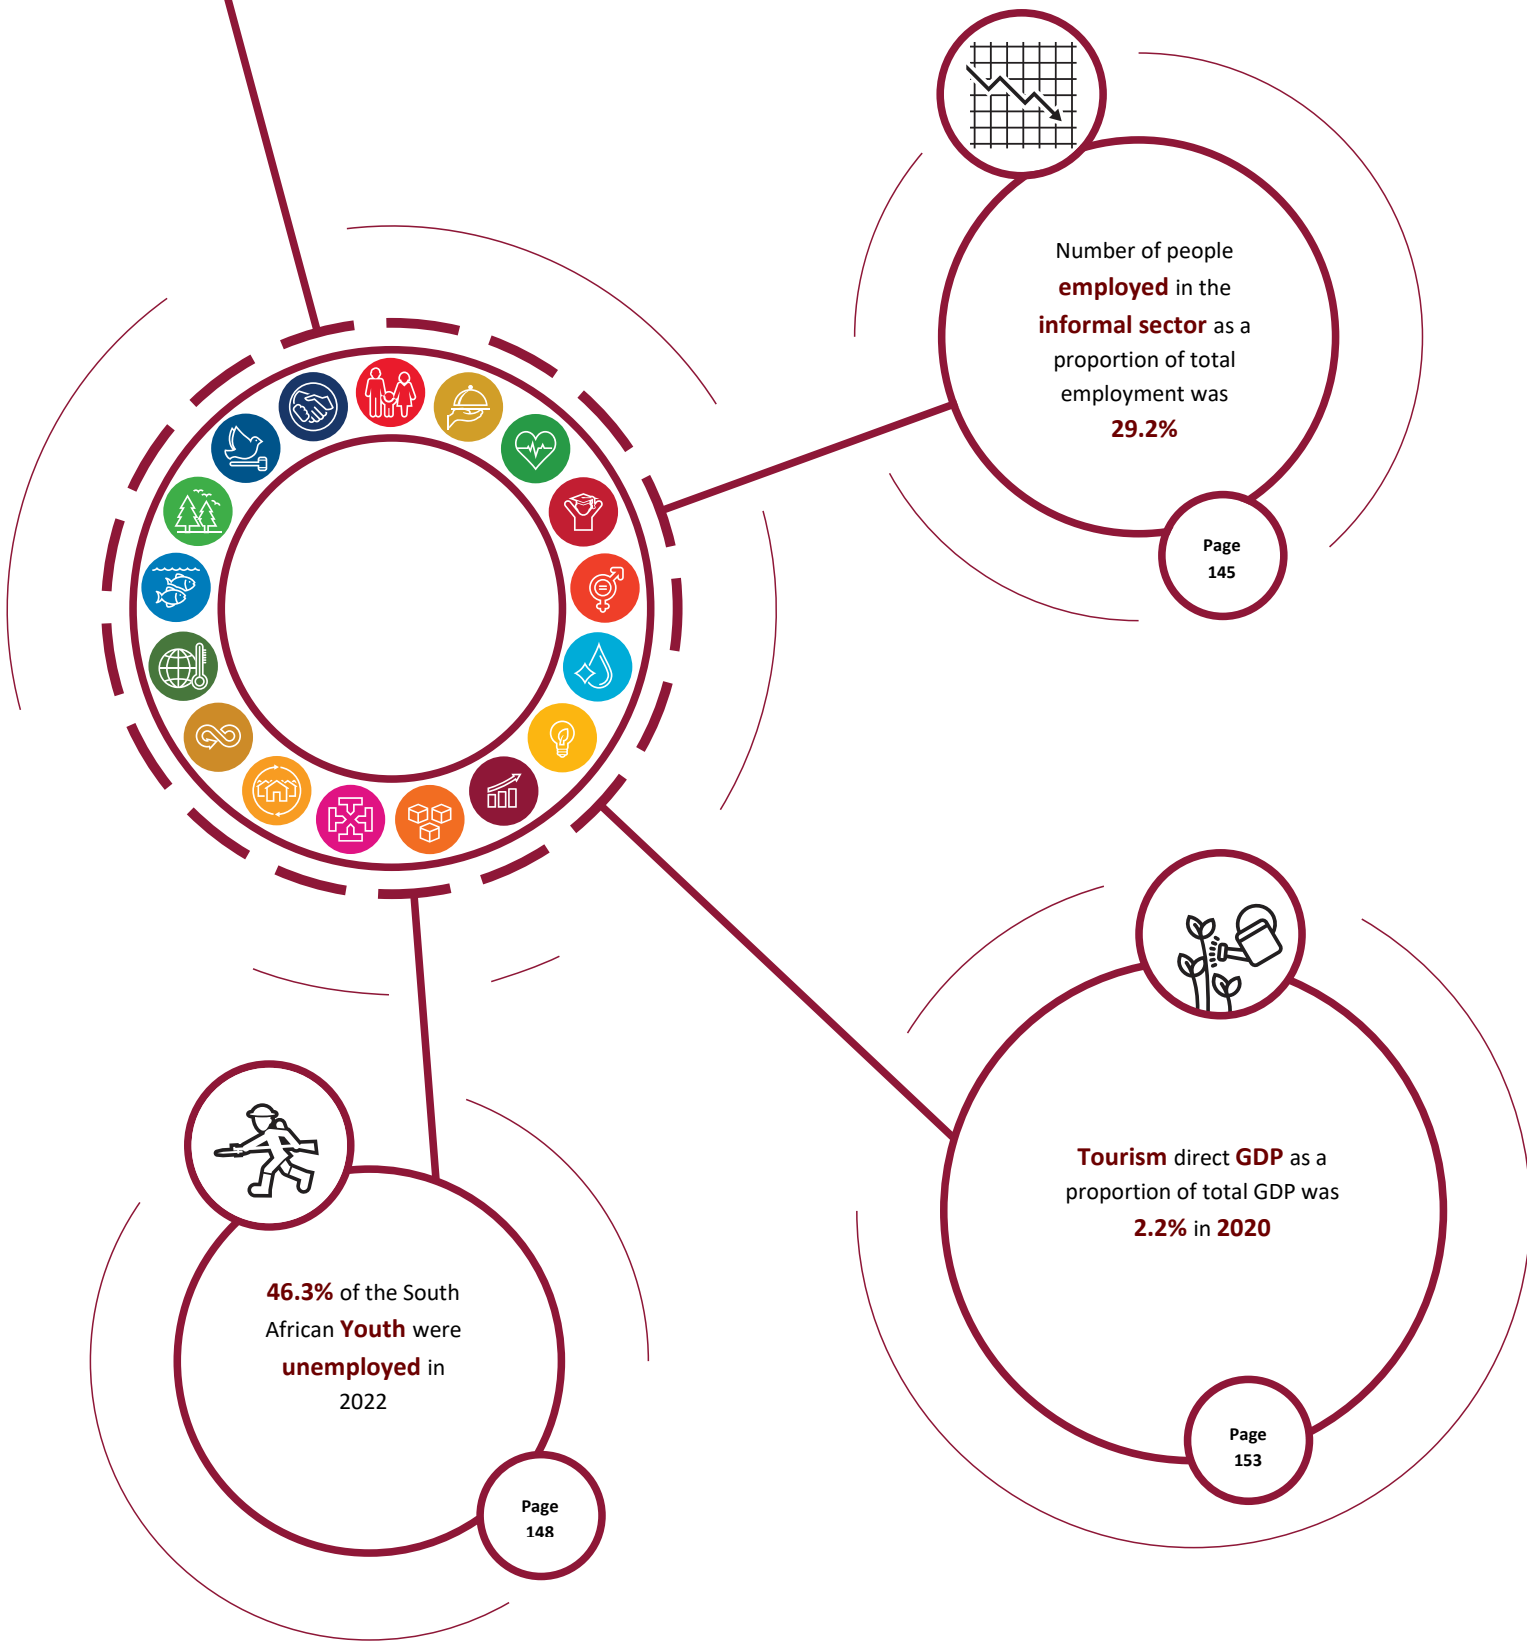 Number of people
employed in the
informal sector as a
proportion of total
employment was
29.2%
Page
145
Tourism direct GDP as a
proportion of total GDP was
2.2% in 2020
Page
153
46.3% of the South
African Youth were
unemployed in
2022
Page
148